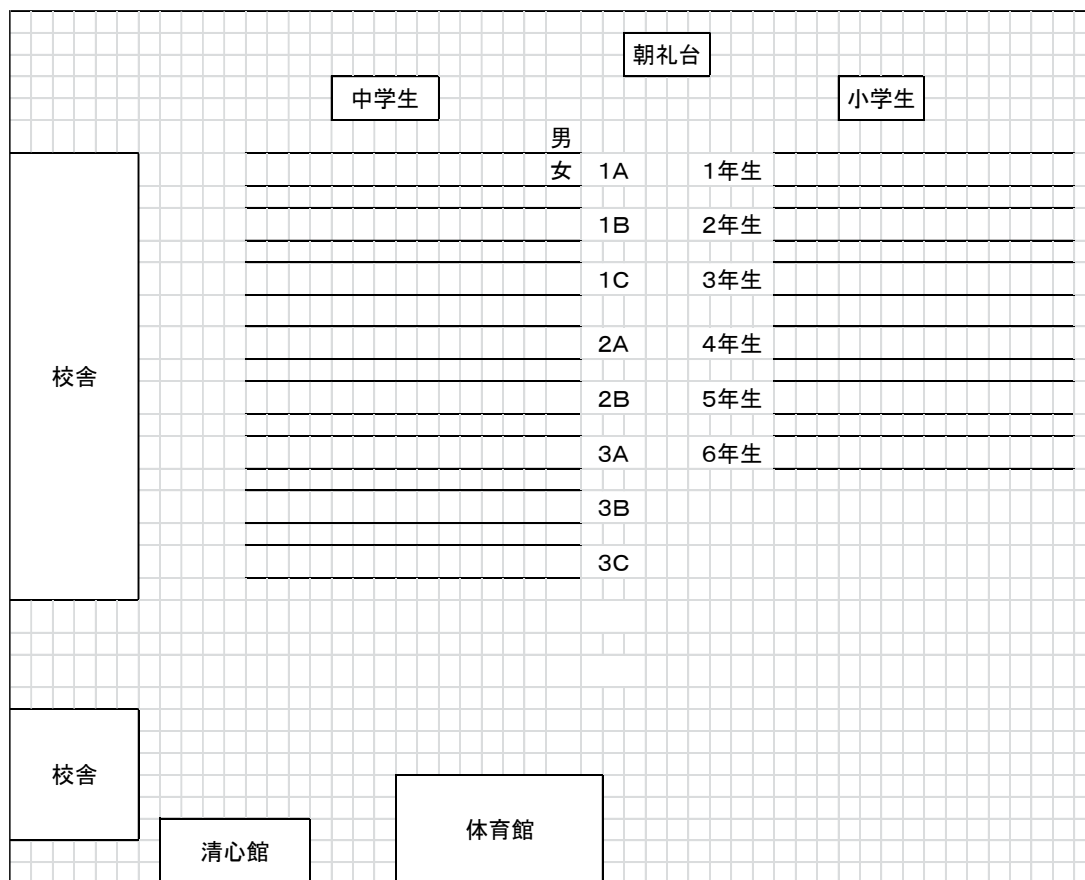 朝礼台
中学生
小学生
男
女 1A 1年生
1B 2年生
1C 3年生
2A 4年生
校舎
2B 5年生
3A 6年生
3B
3C
校舎
体育館
清心館